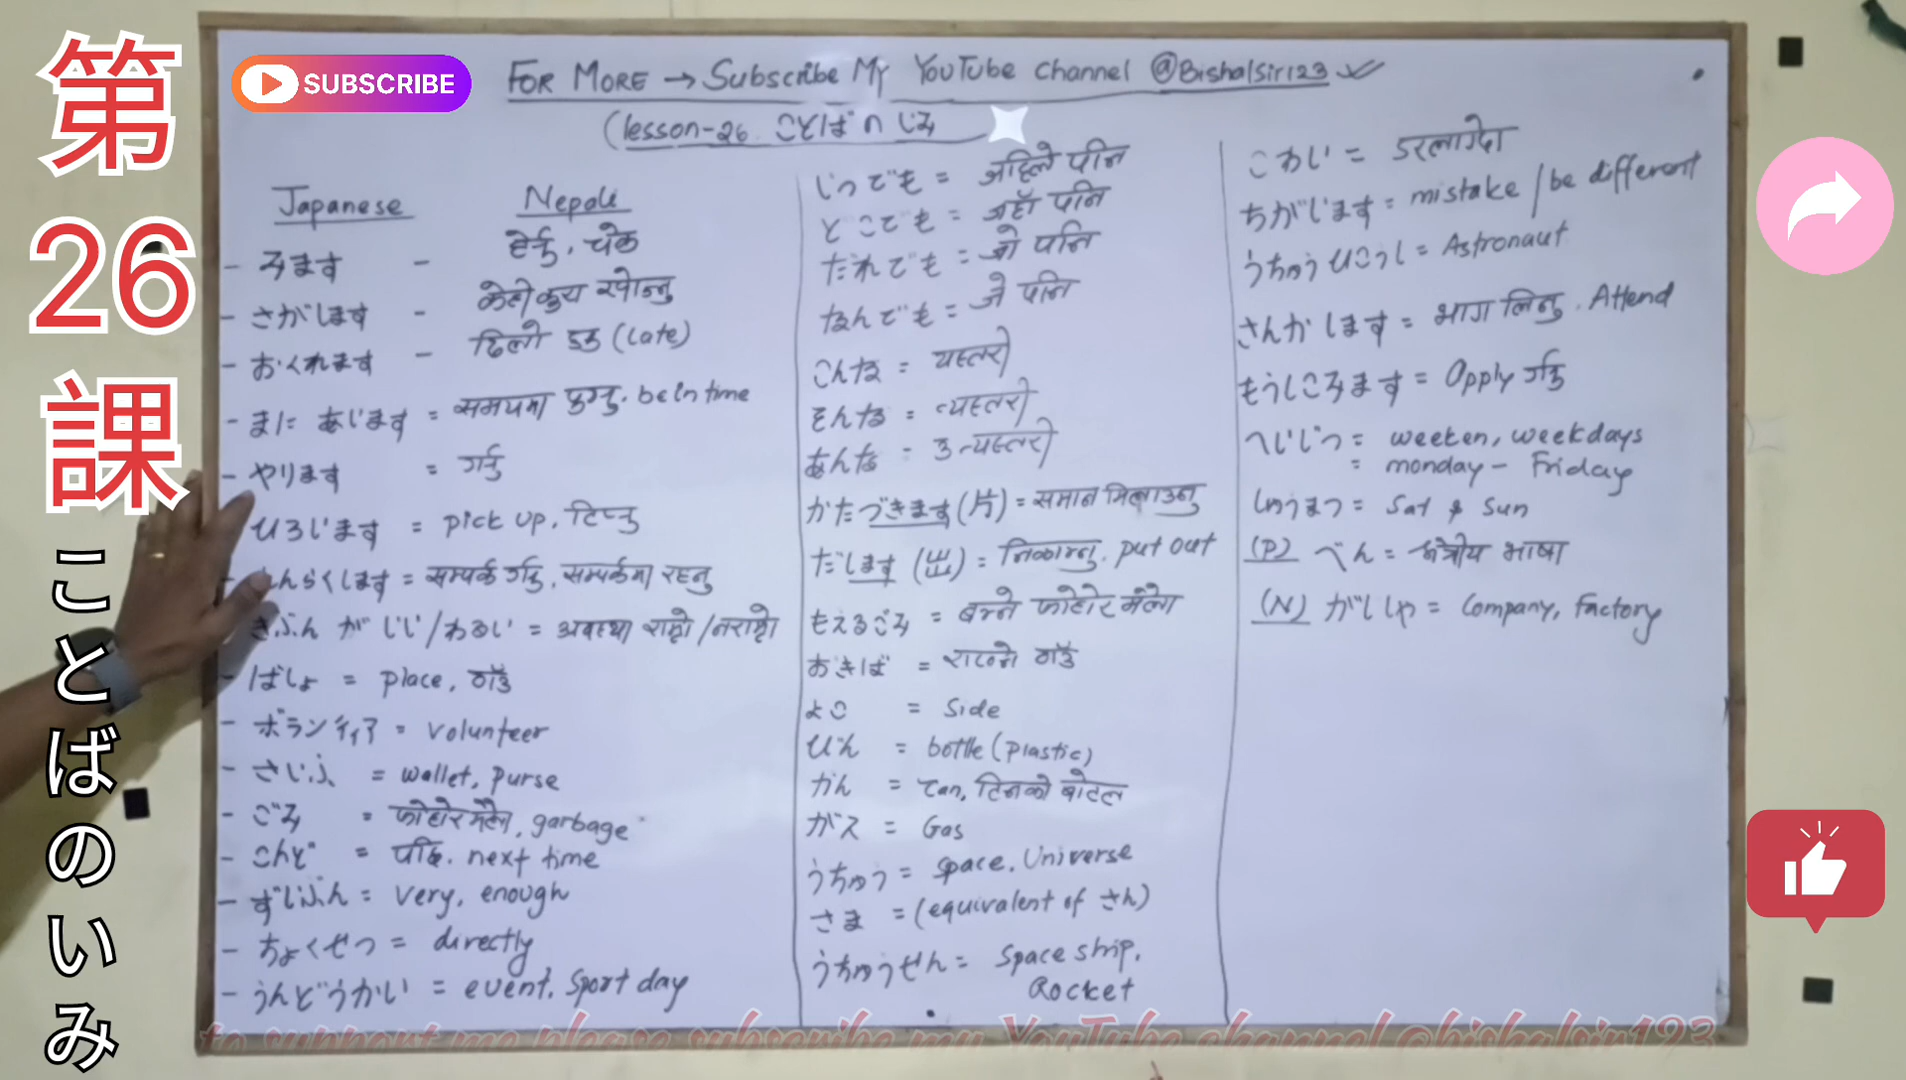 第26課 ことばのいみ
SUBSCRIBE
FOR MORE → Subscribe My YouTube channel @Bishalsir123
(lesson-26. ことばのいみ
Japanese Nepali
- みます - हेर्नु, चेक
- さがします - केही कुरा खोज्नु
- おくれます - ढिलो हुनु (late)
- まに あいます = समयमा पुग्नु. be in time
- やります = गर्नु
ひろいます = pick up, टिप्नु
れんらくします = सम्पर्क गर्नु, सम्पर्कमा रहनु
きぶん が いい/わるい = अवस्था राम्रो/नराम्रो
- ばしょ = place, ठाउँ
- ボランティア = volunteer
- さいふ = wallet, purse
- ごみ = फोहोरमैला, garbage
- こんど = पछि. next time
- ずいぶん = very, enough
- ちょくせつ = directly
- うんどうかい = event, Sport day
いつでも = जहिले पनि
どこでも = जहाँ पनि
だれでも = जो पनि
なんでも = जे पनि
こんな = यस्तो
そんな = त्यस्तो
あんな = उ त्यस्तो
かたづきます (片) = समान मिलाउनु
だします (出) = निकाल्नु, put out
もえるごみ = बल्ने फोहोर मैला
おきば = राख्ने ठाउँ
よこ = Side
びん = bottle (plastic)
かん = can, टिनको बोटल
ガス = Gas
うちゅう = space, Universe
さま = (equivalent of さん)
うちゅうせん = Space ship,
Rocket
こわい = डरलाग्दो
ちがいます = mistake / be different
うちゅうひこうし = Astronaut
さんかします = भाग लिनु. Attend
もうしこみます = Apply गर्नु
へいじつ = weeken, weekdays
= monday - Friday
しゅうまつ = Sat & Sun
(P) べん = क्षेत्रीय भाषा
(N) がいしゃ = Company, Factory
to support me please subscribe my YouTube channel @bishalsir123